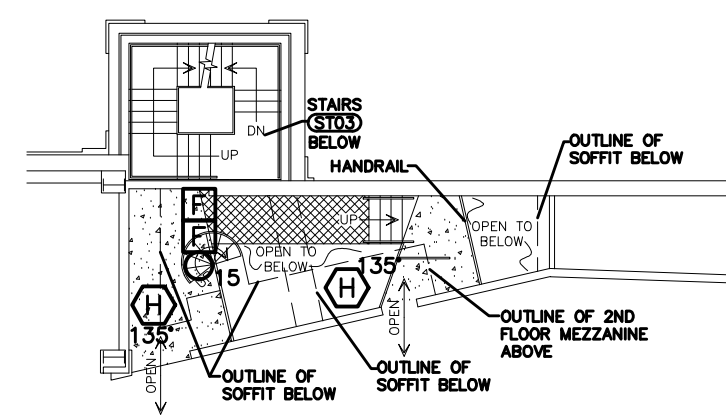 STAIRS
ST03
BELOW
DN
UP
HANDRAIL
OUTLINE OF
SOFFIT BELOW
F
F
UP
OPEN TO
BELOW
OPEN TO
BELOW
15
135°
H
H
135°
OPEN
OPEN
OUTLINE OF 2ND
FLOOR MEZZANINE
ABOVE
OUTLINE OF
SOFFIT BELOW
OUTLINE OF
SOFFIT BELOW